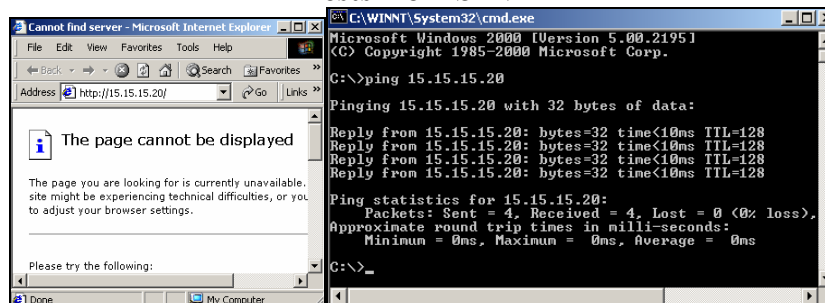 Cannot find server - Microsoft Internet Explorer
File Edit View Favorites Tools Help
Back Search Favorites »
Address http://15.15.15.20/ Go Links »
The page cannot be displayed
The page you are looking for is currently unavailable.
site might be experiencing technical difficulties, or you
to adjust your browser settings.
Please try the following:
Done My Computer
C:\WINNT\System32\cmd.exe
Microsoft Windows 2000 [Version 5.00.2195]
(C) Copyright 1985-2000 Microsoft Corp.
C:\>ping 15.15.15.20
Pinging 15.15.15.20 with 32 bytes of data:
Reply from 15.15.15.20: bytes=32 time<10ms TTL=128
Reply from 15.15.15.20: bytes=32 time<10ms TTL=128
Reply from 15.15.15.20: bytes=32 time<10ms TTL=128
Reply from 15.15.15.20: bytes=32 time<10ms TTL=128
Ping statistics for 15.15.15.20:
Packets: Sent = 4, Received = 4, Lost = 0 (0% loss),
Approximate round trip times in milli-seconds:
Minimum = 0ms, Maximum = 0ms, Average = 0ms
C:\>_